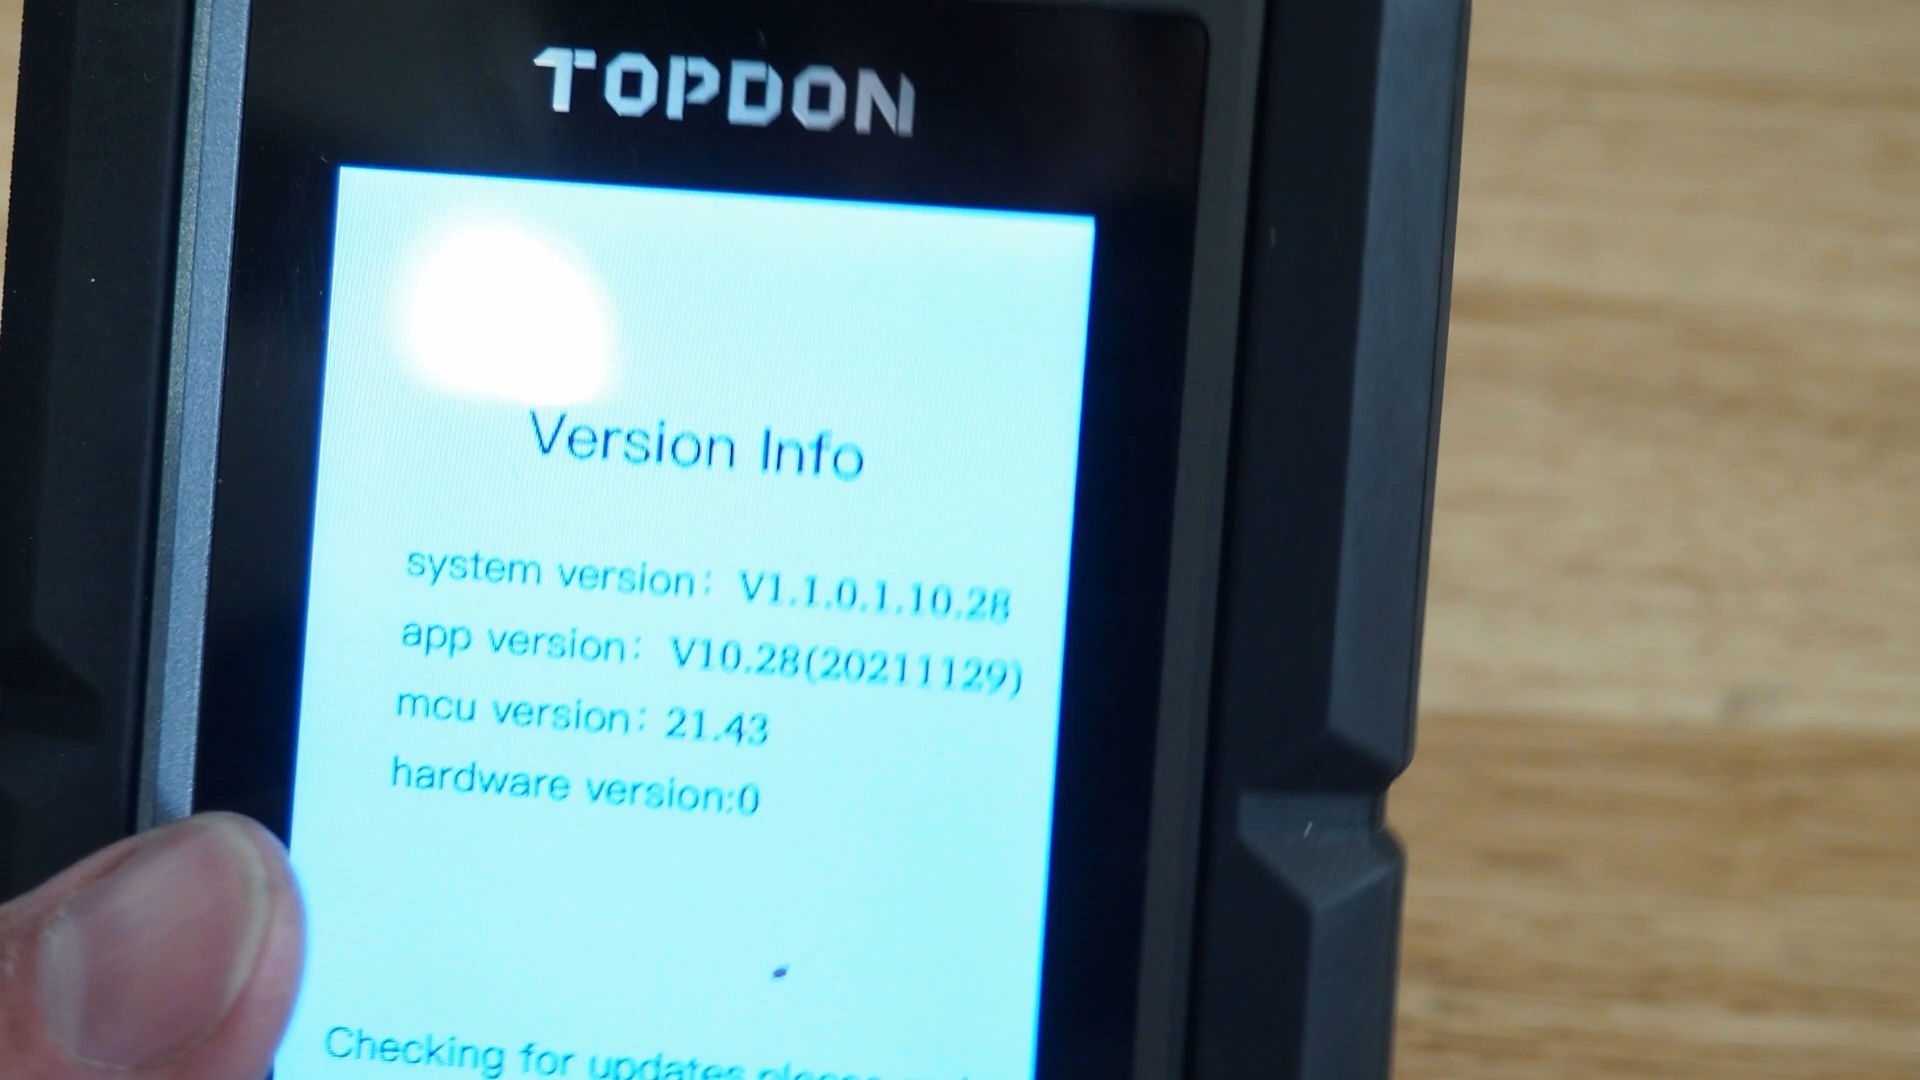 TOPDON
Version Info
system version: V1.1.0.1.10.28
app version: V10.28(20211129)
mcu version: 21.43
hardware version:0
Checking for updates please